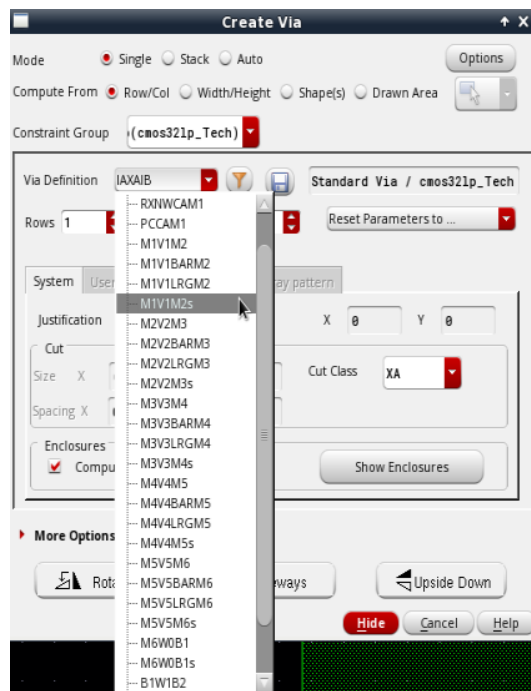 Create Via
Mode Single Stack Auto Options
Compute From Row/Col Width/Height Shape(s) Drawn Area
Constraint Group (cmos32lp_Tech)
Via Definition IAXAIB Standard Via / cmos32lp_Tech
RXNWCAM1
Rows 1 Reset Parameters to ...
PCCAM1
M1V1M2
M1V1BARM2
System User ay pattern
M1V1LRGM2
M1V1M2s
Justification X 0 Y 0
M2V2M3
Cut
M2V2BARM3
M2V2LRGM3
Size X Cut Class XA
M2V2M3s
M3V3M4
Spacing X
M3V3BARM4
M3V3LRGM4
Enclosures
M3V3M4s
Compu Show Enclosures
M4V4M5
M4V4BARM5
M4V4LRGM5
More Options
M4V4M5s
M5V5M6
Rota eways Upside Down
M5V5BARM6
M5V5LRGM6
M5V5M6s
Hide Cancel Help
M6W0B1
M6W0B1s
B1W1B2